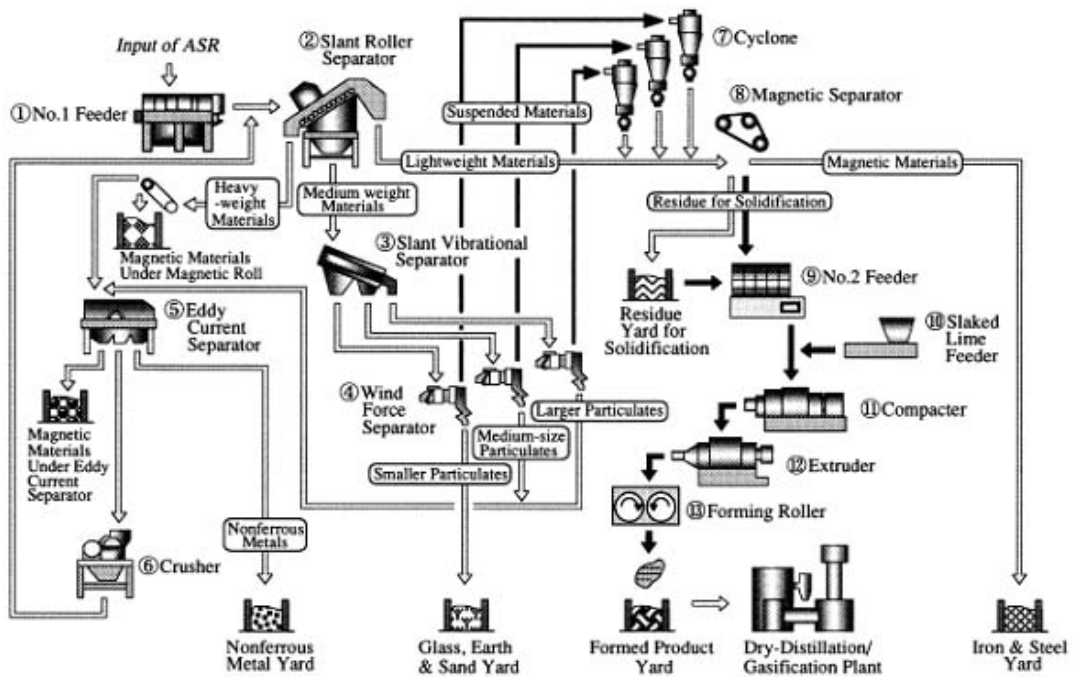 Input of ASR
①No.1 Feeder
②Slant Roller
Separator
⑦Cyclone
Suspended Materials
⑧Magnetic Separator
Lightweight Materials
Magnetic Materials
Heavy
-weight
Materials
Medium weight
Materials
Residue for Solidification
Magnetic Materials
Under Magnetic Roll
③Slant Vibrational
Separator
⑨No.2 Feeder
Residue
Yard for
Solidification
⑩Slaked
Lime
Feeder
⑤Eddy
Current
Separator
④Wind
Force
Separator
Larger Particulates
⑪Compacter
Magnetic
Materials
Under Eddy
Current
Separator
Medium-size
Particulates
Smaller Particulates
⑫Extruder
⑬Forming Roller
Nonferrous
Metals
⑥Crusher
Nonferrous
Metal Yard
Glass, Earth
& Sand Yard
Formed Product
Yard
Dry-Distillation/
Gasification Plant
Iron & Steel
Yard